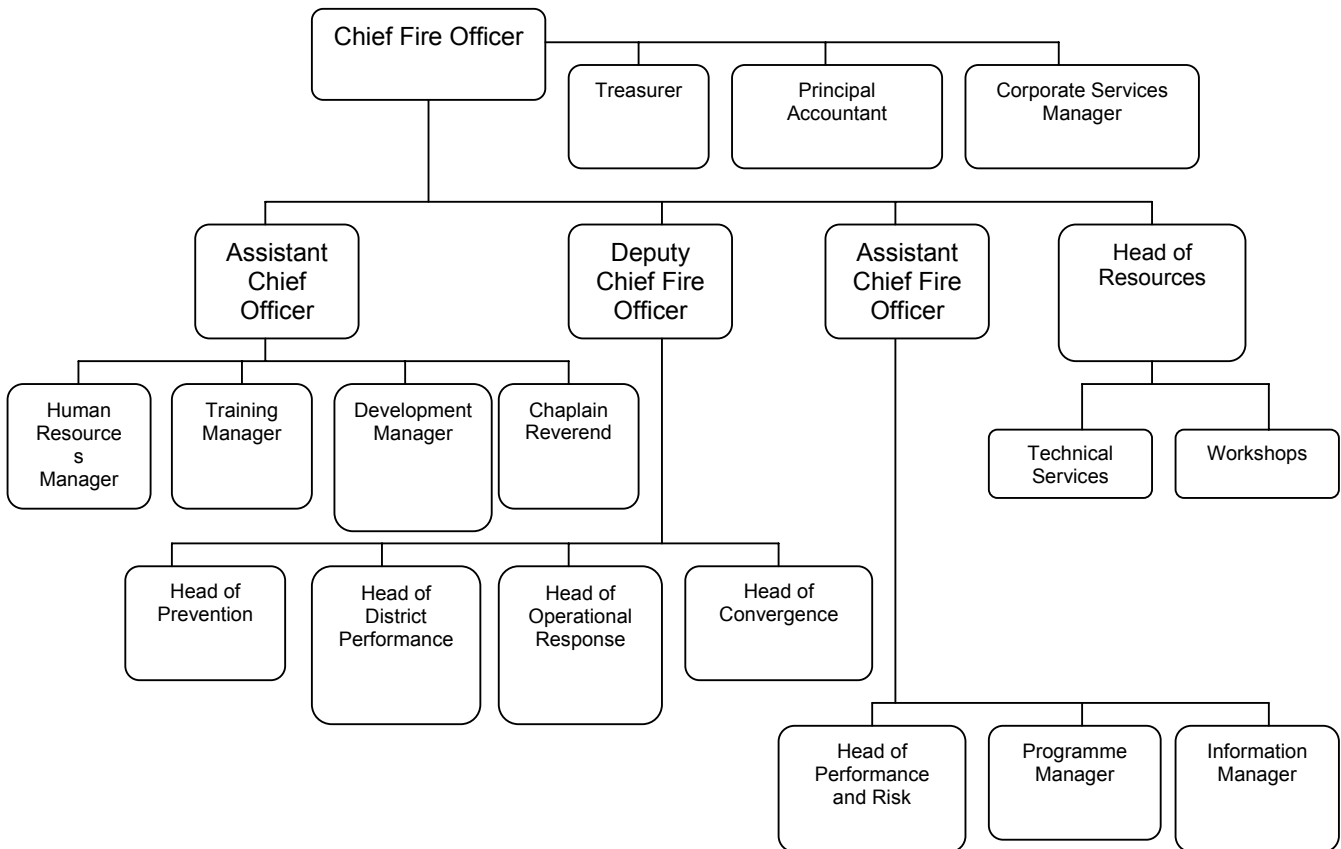 Chief Fire Officer
Treasurer
Principal
Accountant
Corporate Services
Manager
Assistant
Chief
Officer
Deputy
Chief Fire
Officer
Assistant
Chief Fire
Officer
Head of
Resources
Human
Resource
s
Manager
Training
Manager
Development
Manager
Chaplain
Reverend
Technical
Services
Workshops
Head of
Prevention
Head of
District
Performance
Head of
Operational
Response
Head of
Convergence
Head of
Performance
and Risk
Programme
Manager
Information
Manager